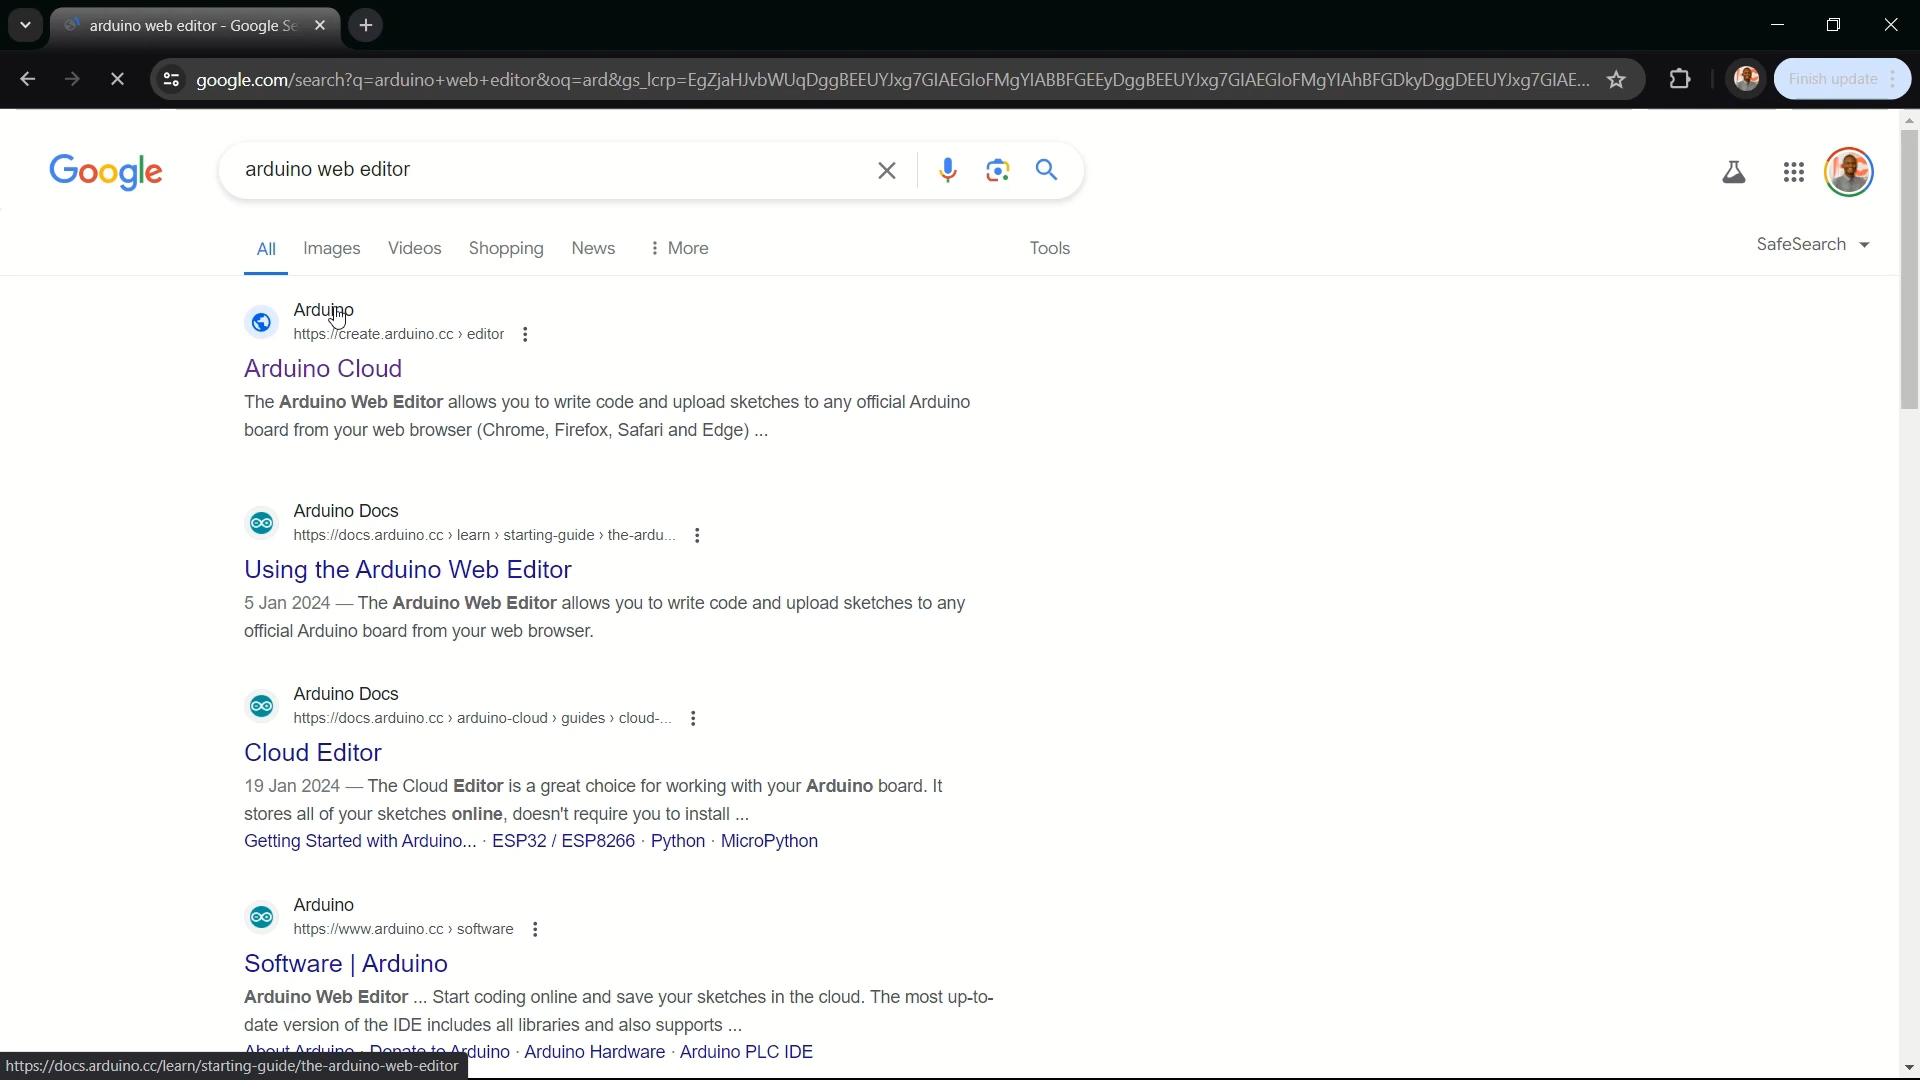 arduino web editor - Google Se
google.com/search?q=arduino+web+editor&oq=ard&gs_lcrp=EgZjaHJvbWUqDggBEEUYJxg7GIAEGIoFMgYIABBFGEEyDggBEEUYJxg7GIAEGIoFMgYIAhBFGDkyDggDEEUYJxg7GIAE...
Finish update
Google
arduino web editor
All Images Videos Shopping News More Tools SafeSearch
Arduino
https://create.arduino.cc › editor
Arduino Cloud
The Arduino Web Editor allows you to write code and upload sketches to any official Arduino
board from your web browser (Chrome, Firefox, Safari and Edge) ...
Arduino Docs
https://docs.arduino.cc › learn › starting-guide › the-ardu...
Using the Arduino Web Editor
5 Jan 2024 — The Arduino Web Editor allows you to write code and upload sketches to any
official Arduino board from your web browser.
Arduino Docs
https://docs.arduino.cc › arduino-cloud › guides › cloud-...
Cloud Editor
19 Jan 2024 — The Cloud Editor is a great choice for working with your Arduino board. It
stores all of your sketches online, doesn't require you to install ...
Getting Started with Arduino... · ESP32 / ESP8266 · Python · MicroPython
Arduino
https://www.arduino.cc › software
Software | Arduino
Arduino Web Editor ... Start coding online and save your sketches in the cloud. The most up-to-
date version of the IDE includes all libraries and also supports ...
About Arduino · Donate to Arduino · Arduino Hardware · Arduino PLC IDE
https://docs.arduino.cc/learn/starting-guide/the-arduino-web-editor